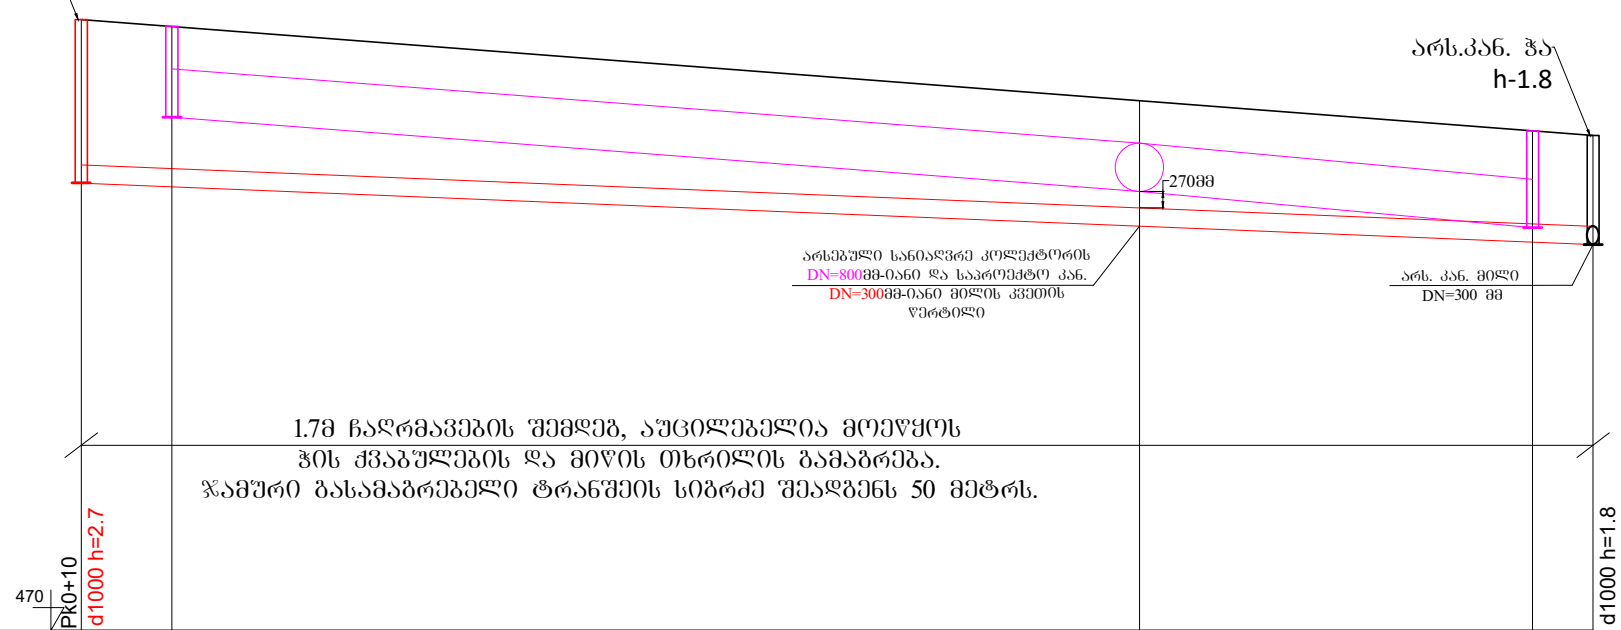 არს.კან. ჭა
h-1.8
270მმ
არსებული სანიაღვრე კოლექტორის
DN=800მმ-იანი და საპროექტო კან.
DN=300მმ-იანი მილის კვეთის
წერტილი
არს. კან. მილი
DN=300 მმ
1.7მ ჩაღრმავების შემდეგ, აუცილებელია მოეწყოს
ჭის ქვაბულების და მიწის თხრილის გამაგრება.
ჯამური გასამაგრებელი ტრანშეის სიგრძე შეადგენს 50 მეტრს.
470
Pk0+10
d1000 h=2.7
d1000 h=1.8